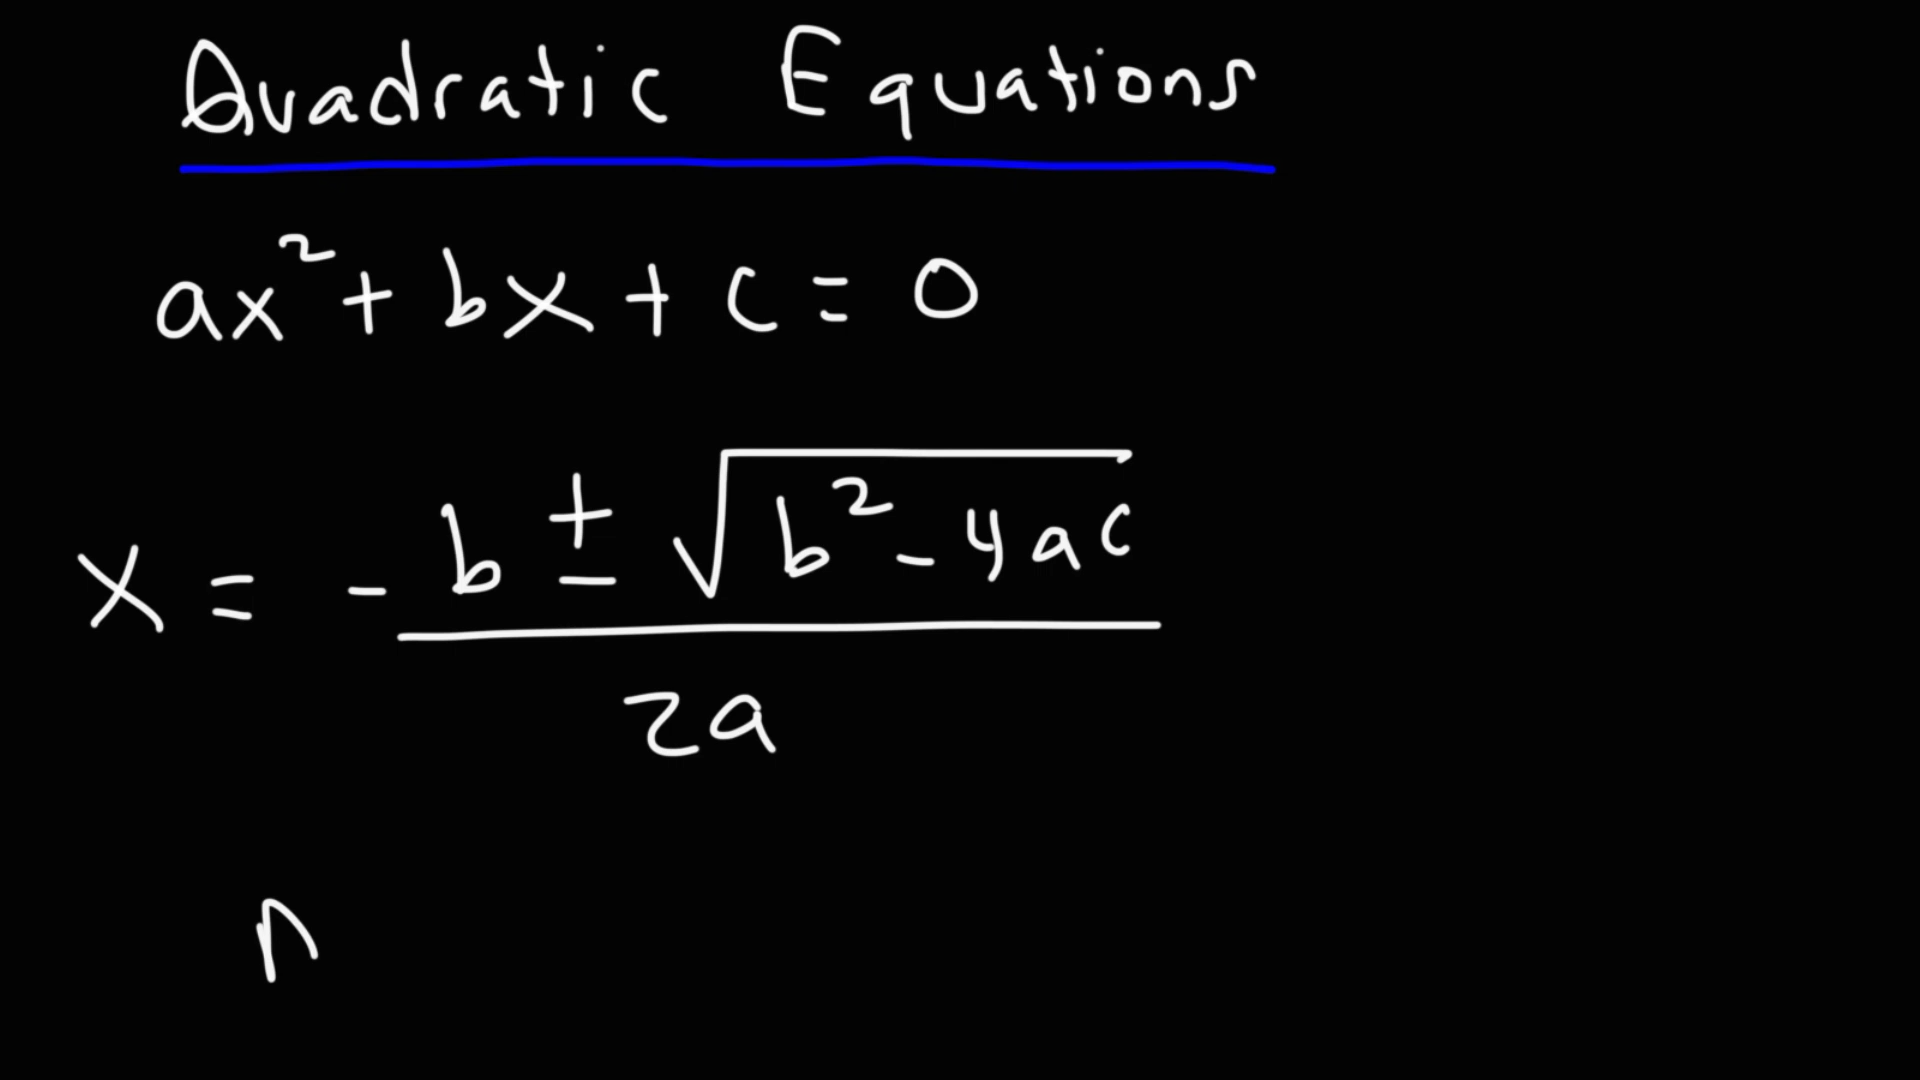 Quadratic Equations
ax² + bx + c = 0
x = -b ± √(b² - 4ac) / 2a
n